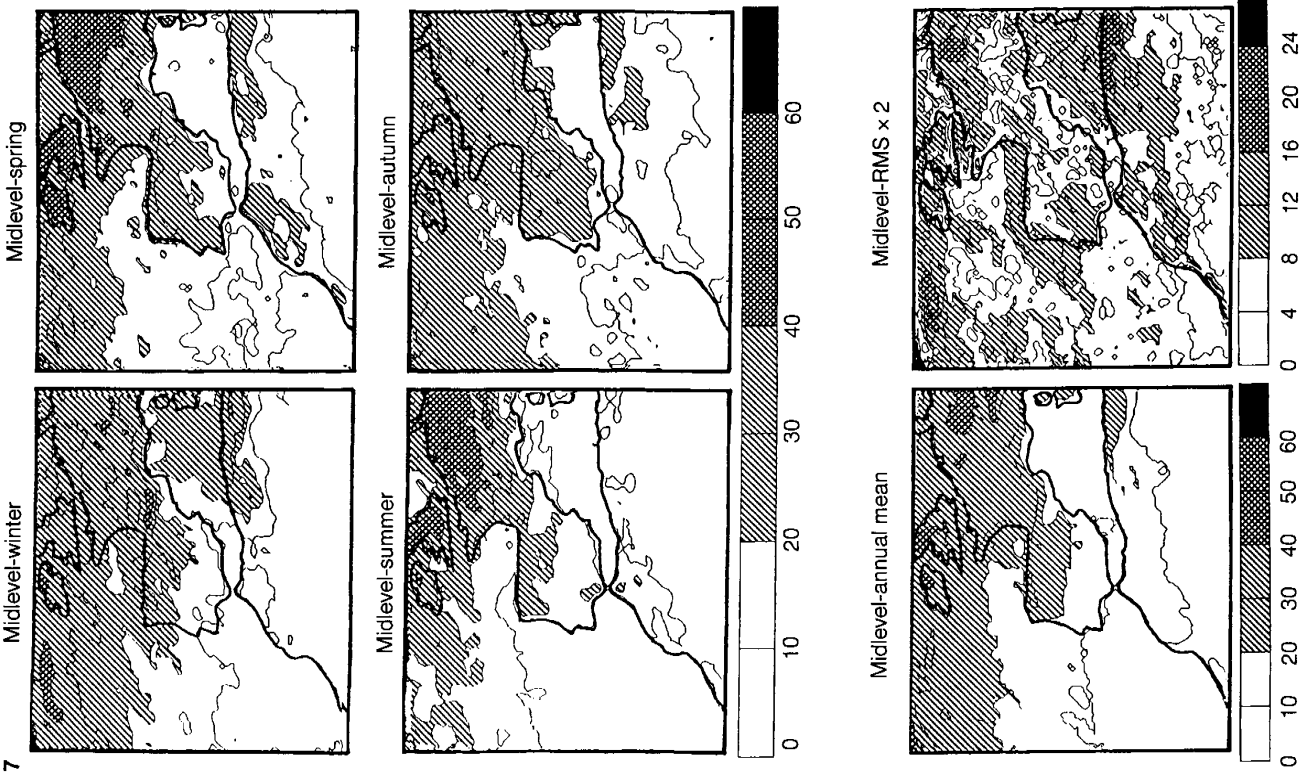 7
Midlevel-winter
Midlevel-spring
Midlevel-summer
Midlevel-autumn
0 10 20 30 40 50 60
Midlevel-annual mean
Midlevel-RMS × 2
0 10 20 30 40 50 60
0 4 8 12 16 20 24